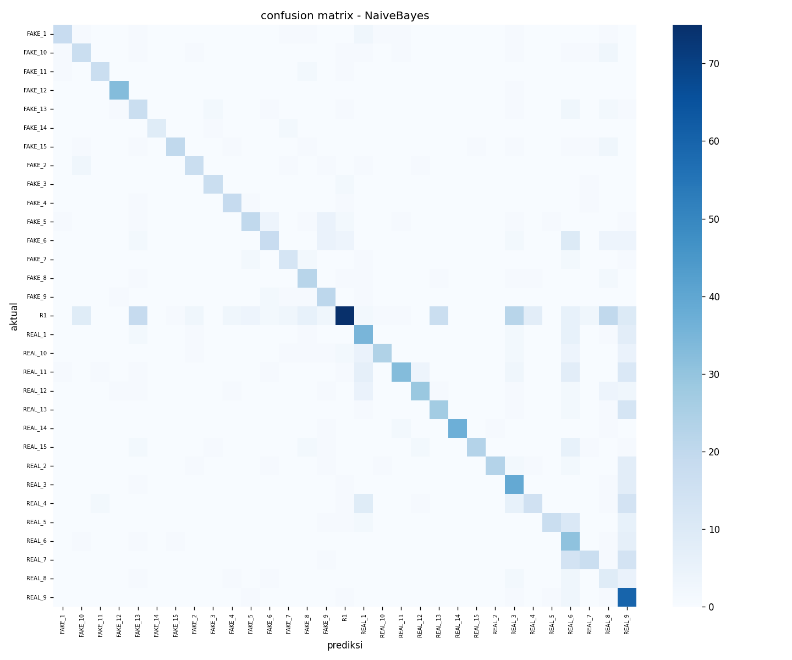 confusion matrix - NaiveBayes
FAKE_1
FAKE_10
FAKE_11
FAKE_12
FAKE_13
FAKE_14
FAKE_15
FAKE_2
FAKE_3
FAKE_4
FAKE_5
FAKE_6
FAKE_7
FAKE_8
FAKE_9
R1
REAL_1
REAL_10
REAL_11
REAL_12
REAL_13
REAL_14
REAL_15
REAL_2
REAL_3
REAL_4
REAL_5
REAL_6
REAL_7
REAL_8
REAL_9
aktual
FAKE_1 FAKE_10 FAKE_11 FAKE_12 FAKE_13 FAKE_14 FAKE_15 FAKE_2 FAKE_3 FAKE_4 FAKE_5 FAKE_6 FAKE_7 FAKE_8 FAKE_9 R1 REAL_1 REAL_10 REAL_11 REAL_12 REAL_13 REAL_14 REAL_15 REAL_2 REAL_3 REAL_4 REAL_5 REAL_6 REAL_7 REAL_8 REAL_9
prediksi
70
60
50
40
30
20
10
0